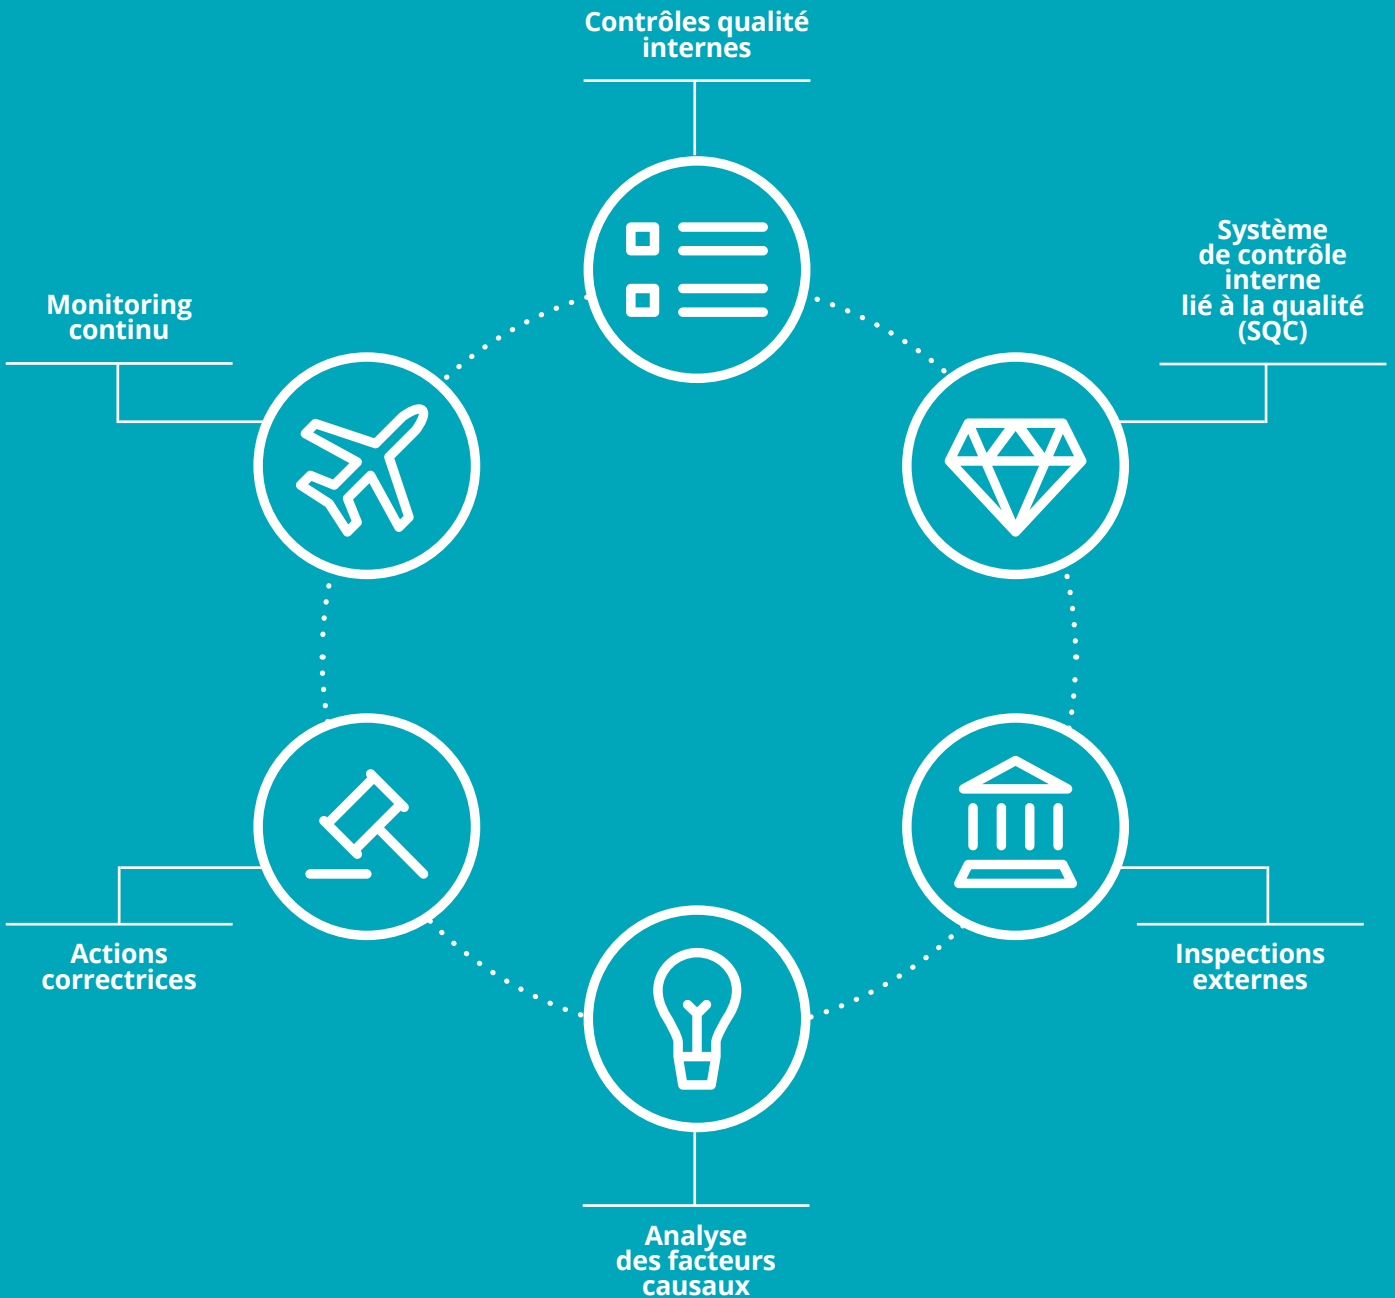 Contrôles qualité
internes
Système
de contrôle
interne
lié à la qualité
(SQC)
Monitoring
continu
Actions
correctrices
Inspections
externes
Analyse
des facteurs
causaux